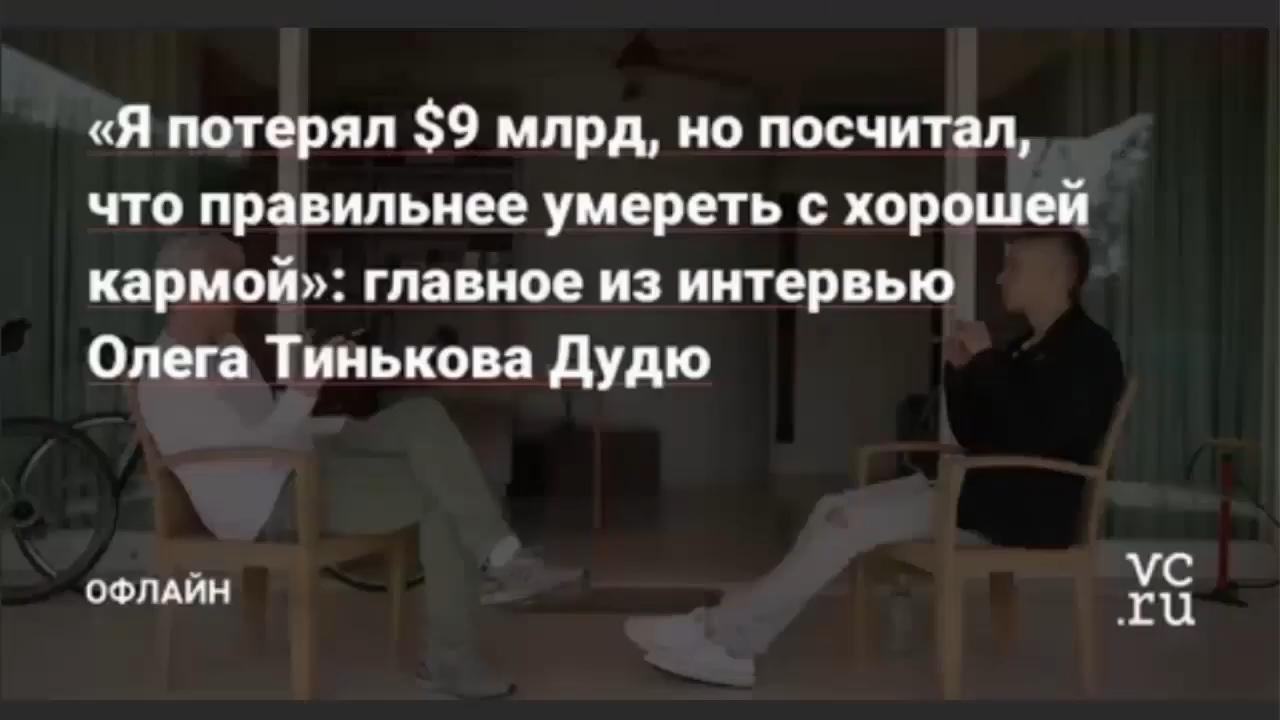 «Я потерял $9 млрд, но посчитал,
что правильнее умереть с хорошей
кармой»: главное из интервью
Олега Тинькова Дудю
ОФЛАЙН
vc
.ru